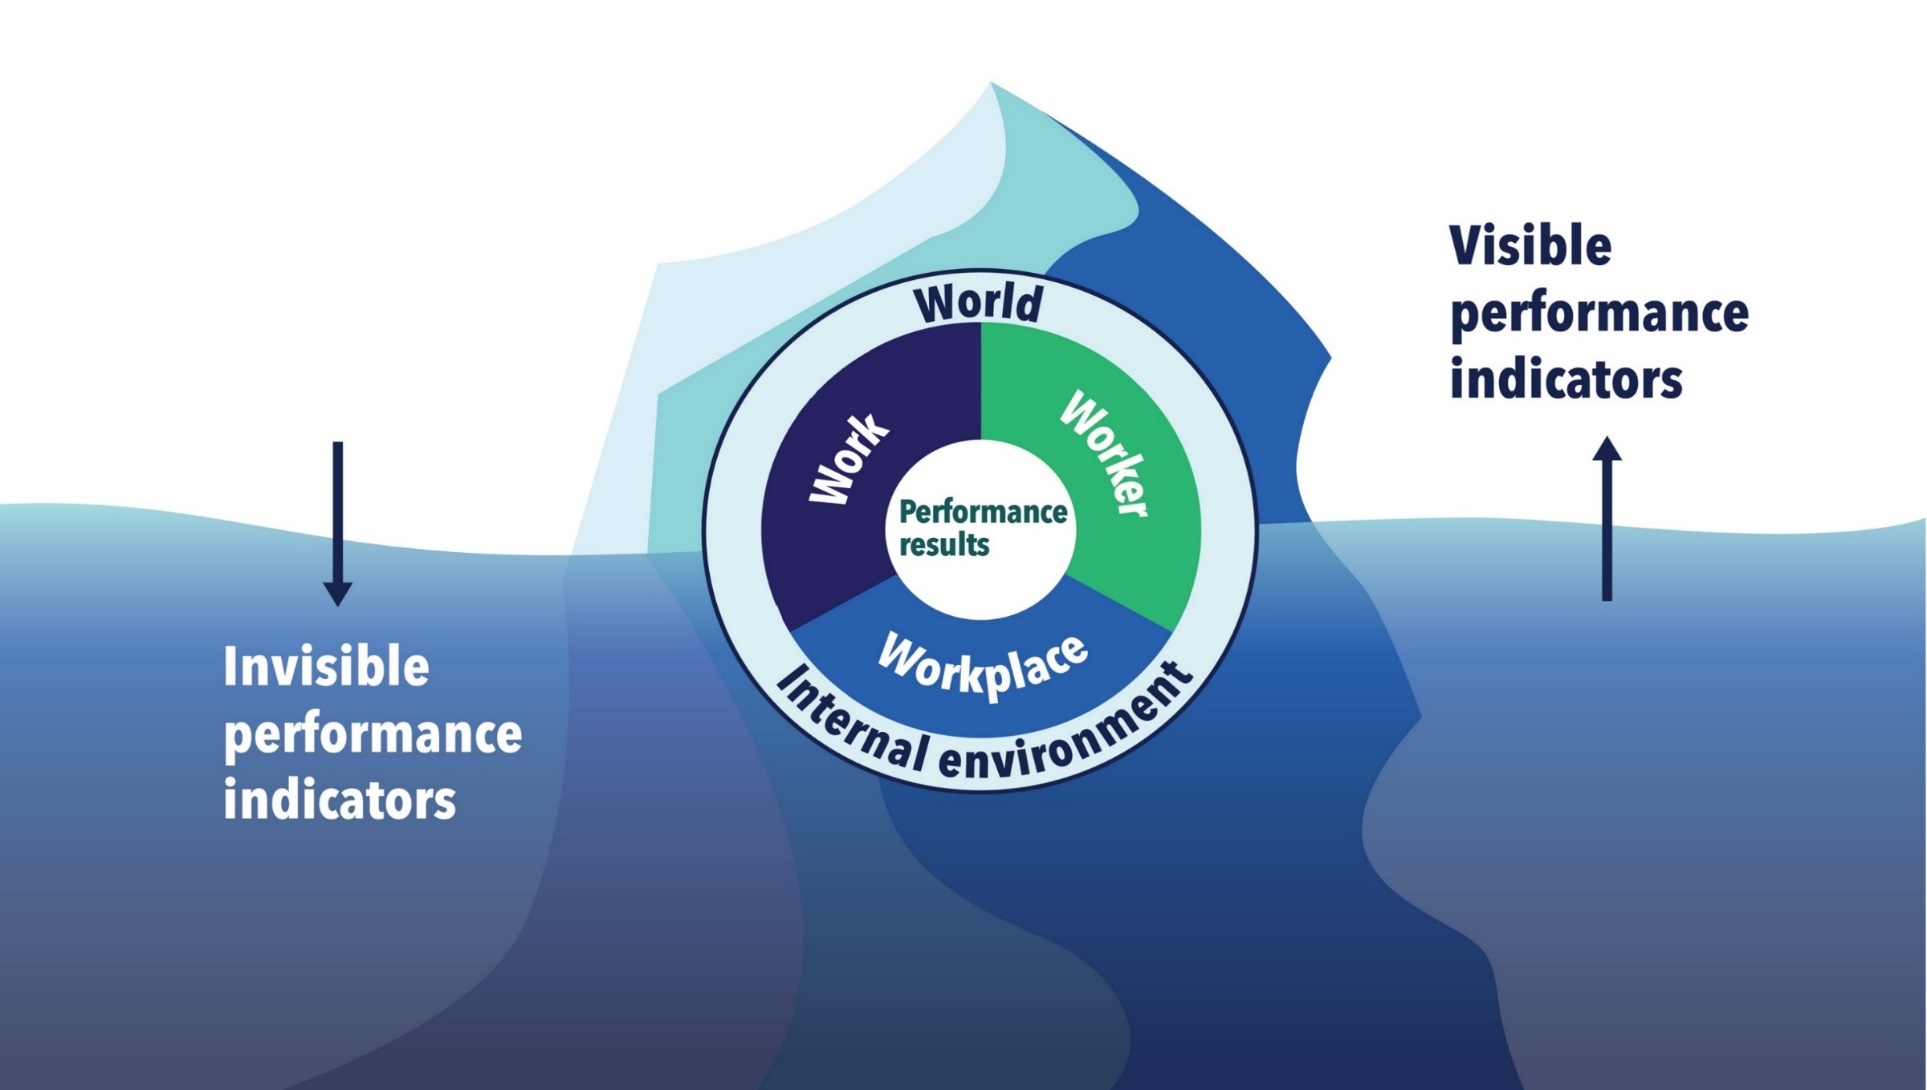 Visible
performance
indicators
World
Work
Worker
Performance
results
Workplace
Internal environment
Invisible
performance
indicators